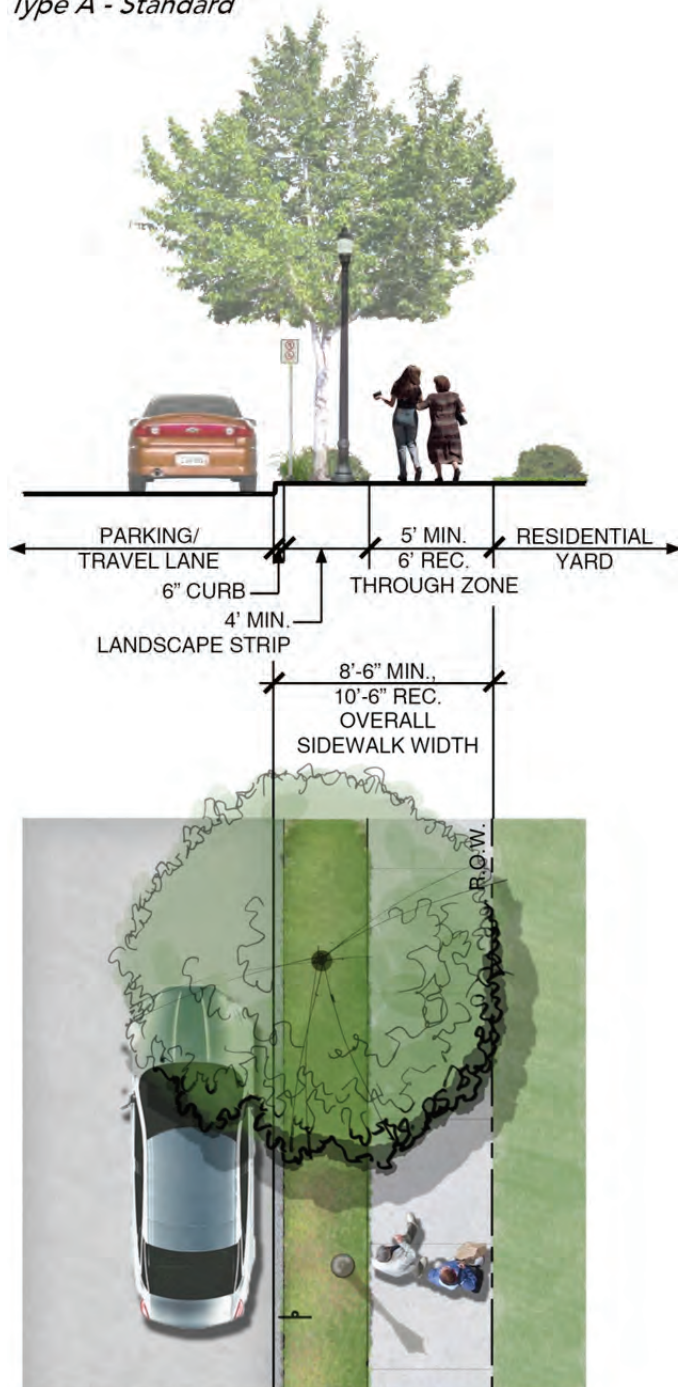 Type A - Standard
PARKING/
TRAVEL LANE
6" CURB
4' MIN.
LANDSCAPE STRIP
5' MIN.
6' REC.
THROUGH ZONE
RESIDENTIAL
YARD
8'-6" MIN.,
10'-6" REC.
OVERALL
SIDEWALK WIDTH
R.O.W.